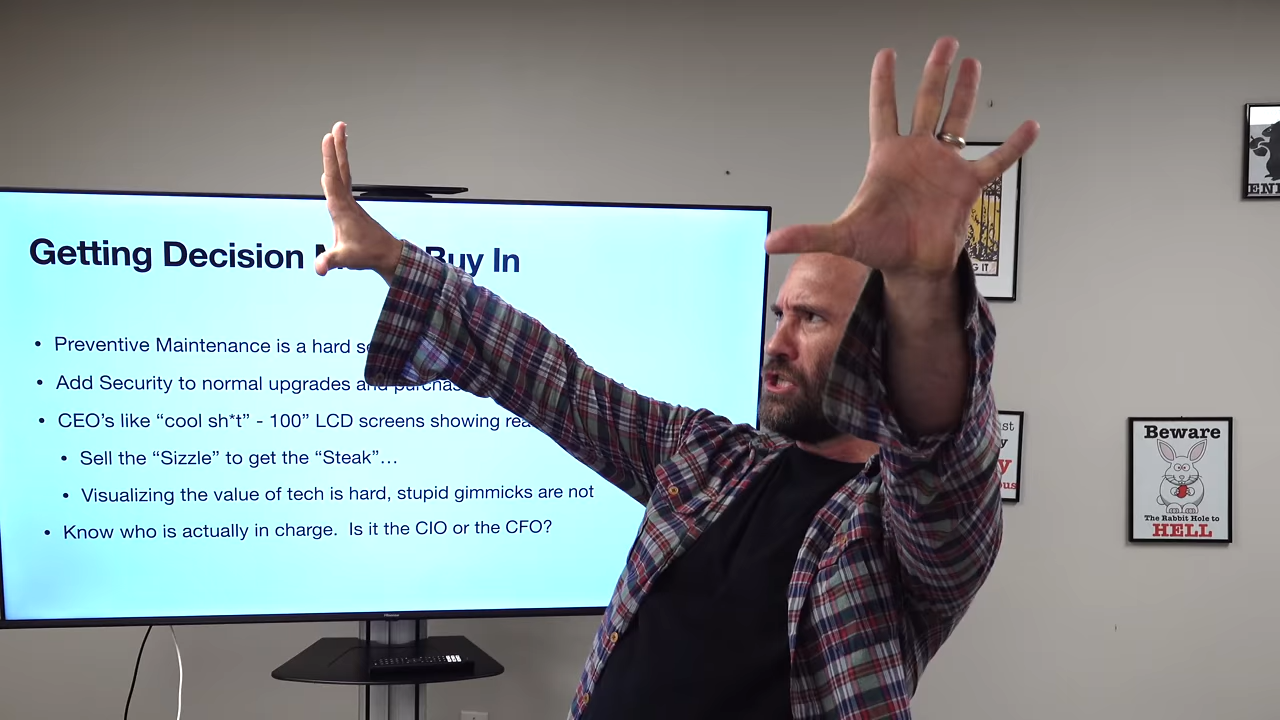 Getting Decision Buy In
• Preventive Maintenance is a hard
• Add Security to normal upgrades and
• CEO’s like “cool sh*t” - 100” LCD screens showing
• Sell the “Sizzle” to get the “Steak”…
• Visualizing the value of tech is hard, stupid gimmicks are not
• Know who is actually in charge. Is it the CIO or the CFO?
Hisense
IT
Beware
The Rabbit Hole to
HELL